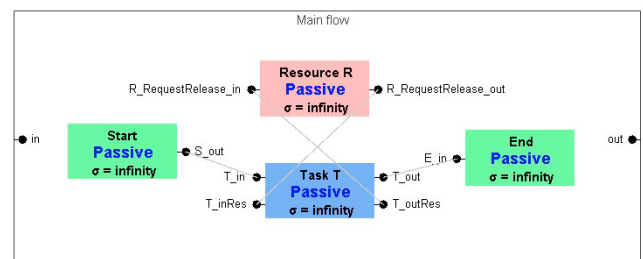 Main flow
Resource R
R_RequestRelease_in Passive R_RequestRelease_out
σ = infinity
in Start End out
Passive S_out E_in Passive
σ = infinity Task T σ = infinity
T_in Passive T_out
T_inRes σ = infinity T_outRes